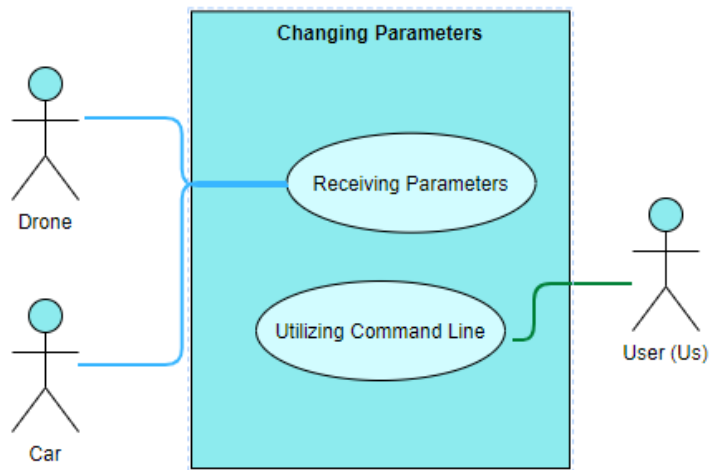 Changing Parameters
Receiving Parameters
Drone
Utilizing Command Line
User (Us)
Car